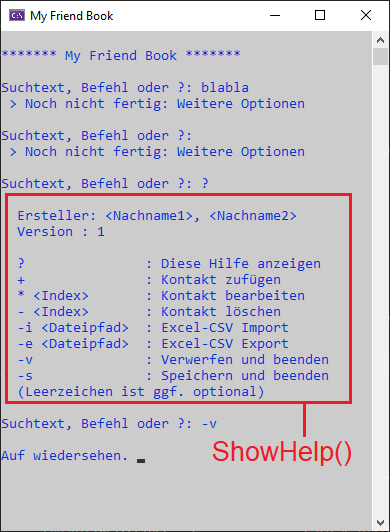 My Friend Book
******* My Friend Book *******
Suchtext, Befehl oder ?: blabla
> Noch nicht fertig: Weitere Optionen
Suchtext, Befehl oder ?:
> Noch nicht fertig: Weitere Optionen
Suchtext, Befehl oder ?: ?
Ersteller: <Nachname1>, <Nachname2>
Version : 1
? : Diese Hilfe anzeigen
+ : Kontakt zufügen
* <Index> : Kontakt bearbeiten
- <Index> : Kontakt löschen
-i <Dateipfad> : Excel-CSV Import
-e <Dateipfad> : Excel-CSV Export
-v : Verwerfen und beenden
-s : Speichern und beenden
(Leerzeichen ist ggf. optional)
Suchtext, Befehl oder ?: -v
Auf wiedersehen.
ShowHelp()